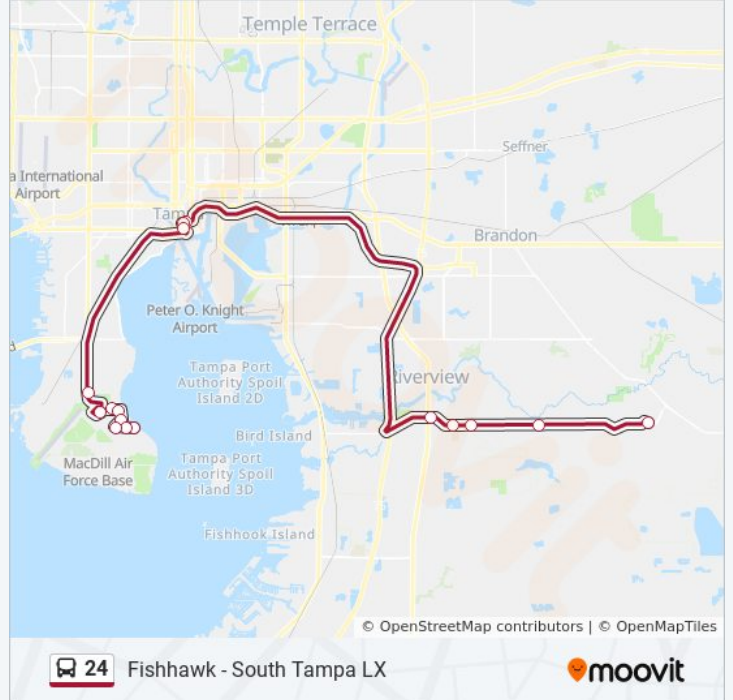 Temple Terrace
Seffner
a International
Airport
Tam
Brandon
Peter O. Knight
Airport
Tampa Port
Authority Spoil
Island 2D
Riverview
Bird Island
MacDill Air
Force Base
Tampa Port
Authority Spoil
Island 3D
Fishhook Island
© OpenStreetMap contributors | © OpenMapTiles
24 Fishhawk - South Tampa LX
moovit